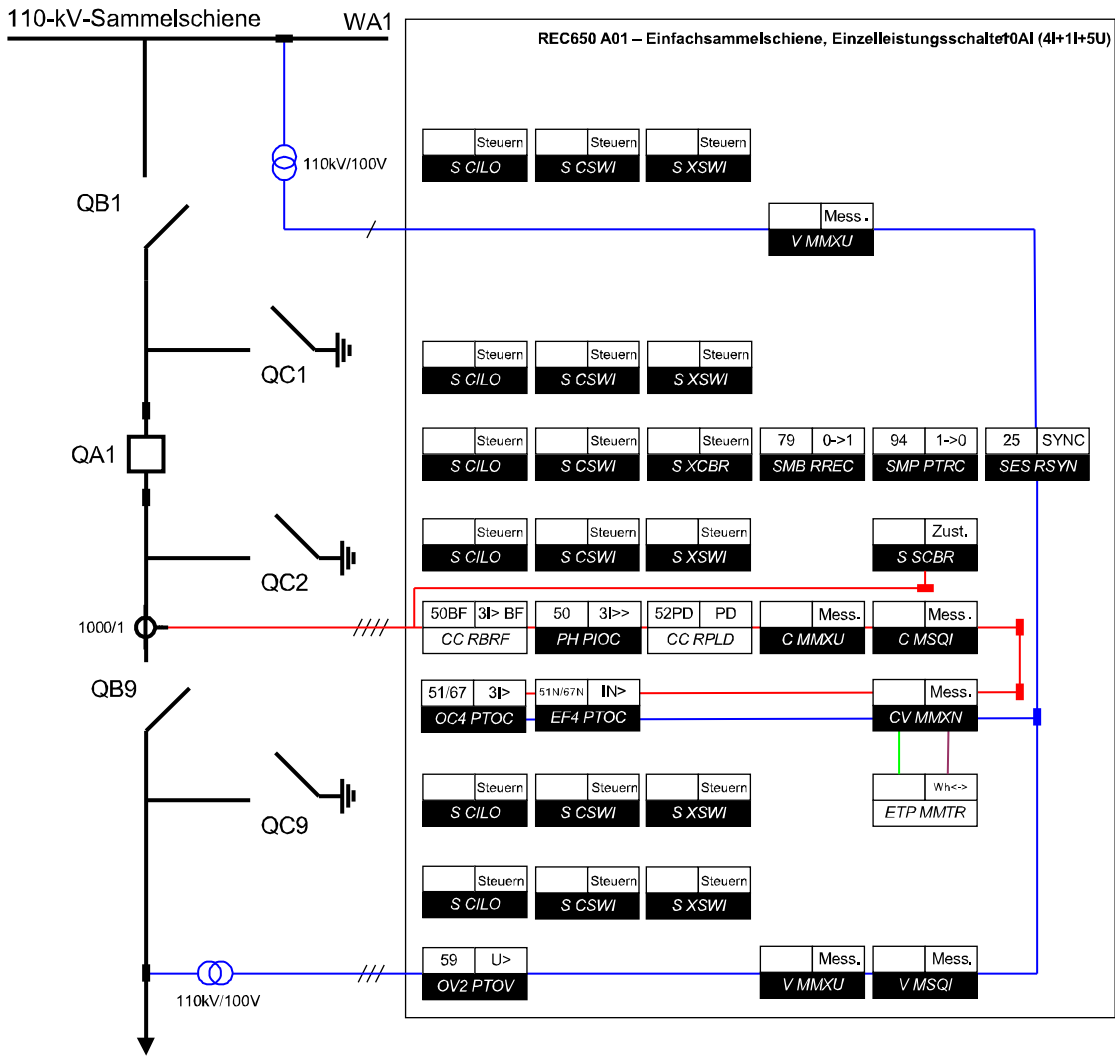 110-kV-Sammelschiene WA1
REC650 A01 – Einfachsammelschiene, Einzelleistungsschalter 10AI (4I+1I+5U)
110kV/100V
Steuern Steuern Steuern
S CILO S CSWI S XSWI
QB1
Mess.
V MMXU
QC1
Steuern Steuern Steuern
S CILO S CSWI S XSWI
QA1
Steuern Steuern Steuern 79 0->1 94 1->0 25 SYNC
S CILO S CSWI S XCBR SMB RREC SMP PTRC SES RSYN
QC2
Steuern Steuern Steuern Zust.
S CILO S CSWI S XSWI S SCBR
1000/1
50BF 3I> BF 50 3I>> 52PD PD Mess. Mess.
CC RBRF PH PIOC CC RPLD C MMXU C MSQI
QB9
51/67 3I> 51N/67N IN> Mess.
OC4 PTOC EF4 PTOC CV MMXN
QC9
Steuern Steuern Steuern Wh<->
S CILO S CSWI S XSWI ETP MMTR
Steuern Steuern Steuern
S CILO S CSWI S XSWI
110kV/100V
59 U> Mess. Mess.
OV2 PTOV V MMXU V MSQI